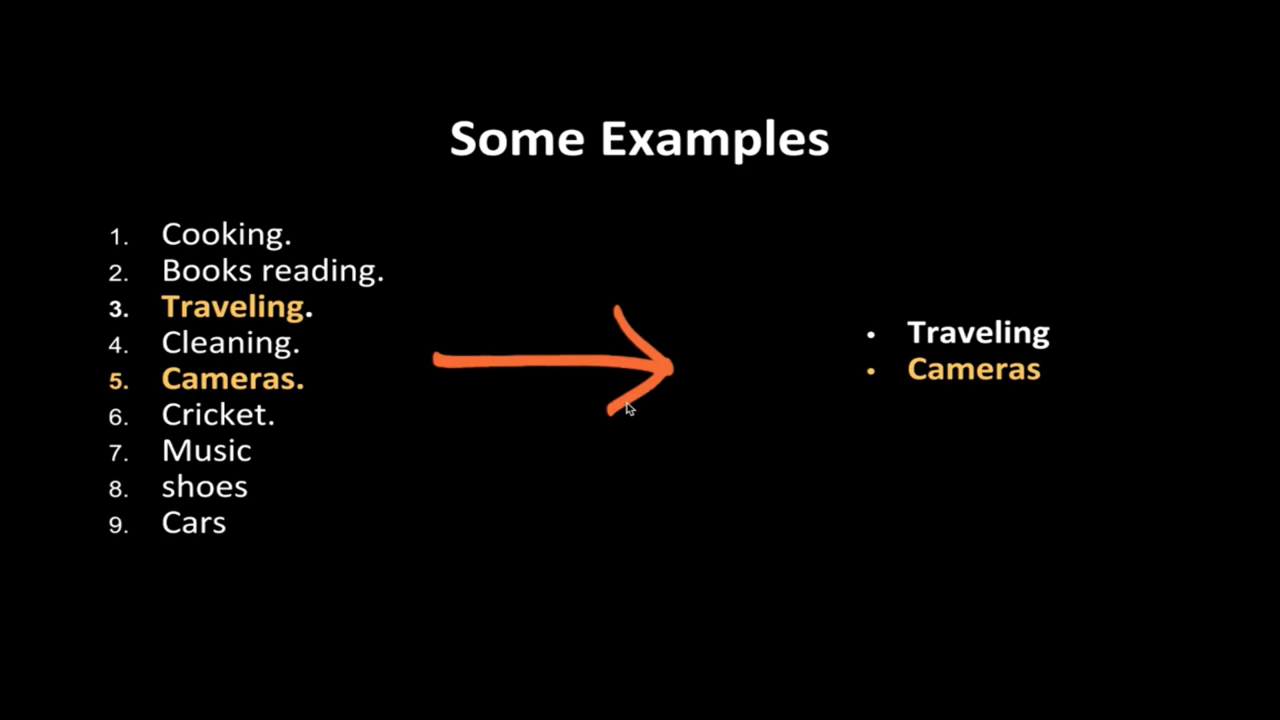 Some Examples
1. Cooking.
2. Books reading.
3. Traveling.
4. Cleaning.
5. Cameras.
6. Cricket.
7. Music
8. shoes
9. Cars
• Traveling
• Cameras